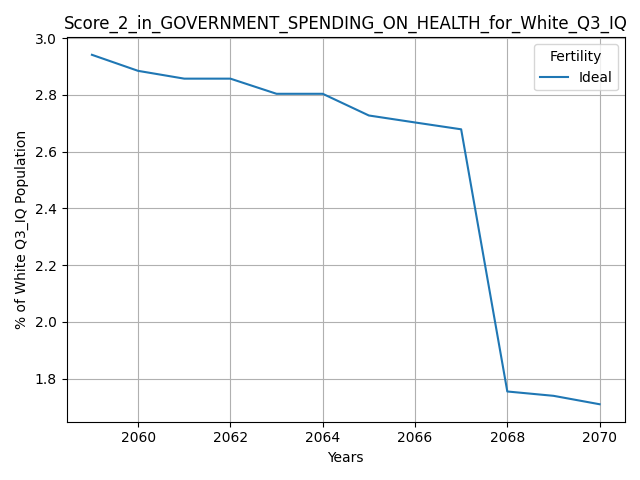 Score_2_in_GOVERNMENT_SPENDING_ON_HEALTH_for_White_Q3_IQ
Fertility
Ideal
% of White Q3_IQ Population
3.0
2.8
2.6
2.4
2.2
2.0
1.8
2060 2062 2064 2066 2068 2070
Years